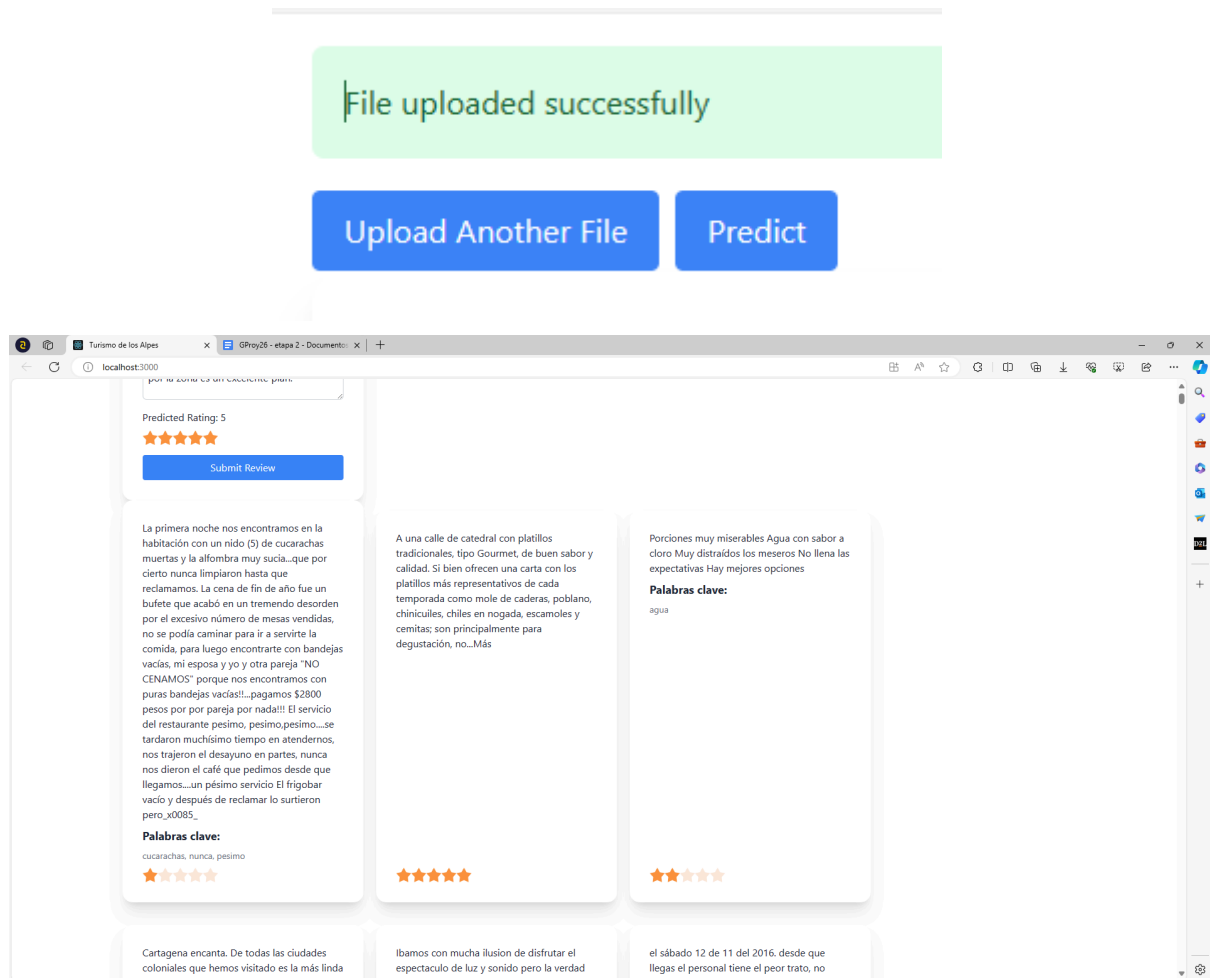 File uploaded successfully
Upload Another File
Predict
Turismo de los Alpes
GProy26 - etapa 2 - Documento
localhost:3000
por la zona es un excelente plan.
Predicted Rating: 5
Submit Review
La primera noche nos encontramos en la
habitación con un nido (5) de cucarachas
muertas y la alfombra muy sucia...que por
cierto nunca limpiaron hasta que
reclamamos. La cena de fin de año fue un
bufete que acabó en un tremendo desorden
por el excesivo número de mesas vendidas,
no se podía caminar para ir a servirte la
comida, para luego encontrarte con bandejas
vacías, mi esposa y yo y otra pareja "NO
CENAMOS" porque nos encontramos con
puras bandejas vacías!!...pagamos $2800
pesos por por pareja por nada!!! El servicio
del restaurante pesimo, pesimo,pesimo....se
tardaron muchísimo tiempo en atendernos,
nos trajeron el desayuno en partes, nunca
nos dieron el café que pedimos desde que
llegamos....un pésimo servicio El frigobar
vacío y después de reclamar lo surtieron
pero_x0085_
Palabras clave:
cucarachas, nunca, pesimo
A una calle de catedral con platillos
tradicionales, tipo Gourmet, de buen sabor y
calidad. Si bien ofrecen una carta con los
platillos más representativos de cada
temporada como mole de caderas, poblano,
chinicuiles, chiles en nogada, escamoles y
cemitas; son principalmente para
degustación, no...Más
Porciones muy miserables Agua con sabor a
cloro Muy distraídos los meseros No llena las
expectativas Hay mejores opciones
Palabras clave:
agua
Cartagena encanta. De todas las ciudades
coloniales que hemos visitado es la más linda
Ibamos con mucha ilusion de disfrutar el
espectaculo de luz y sonido pero la verdad
el sábado 12 de 11 del 2016. desde que
llegas el personal tiene el peor trato, no
DZL